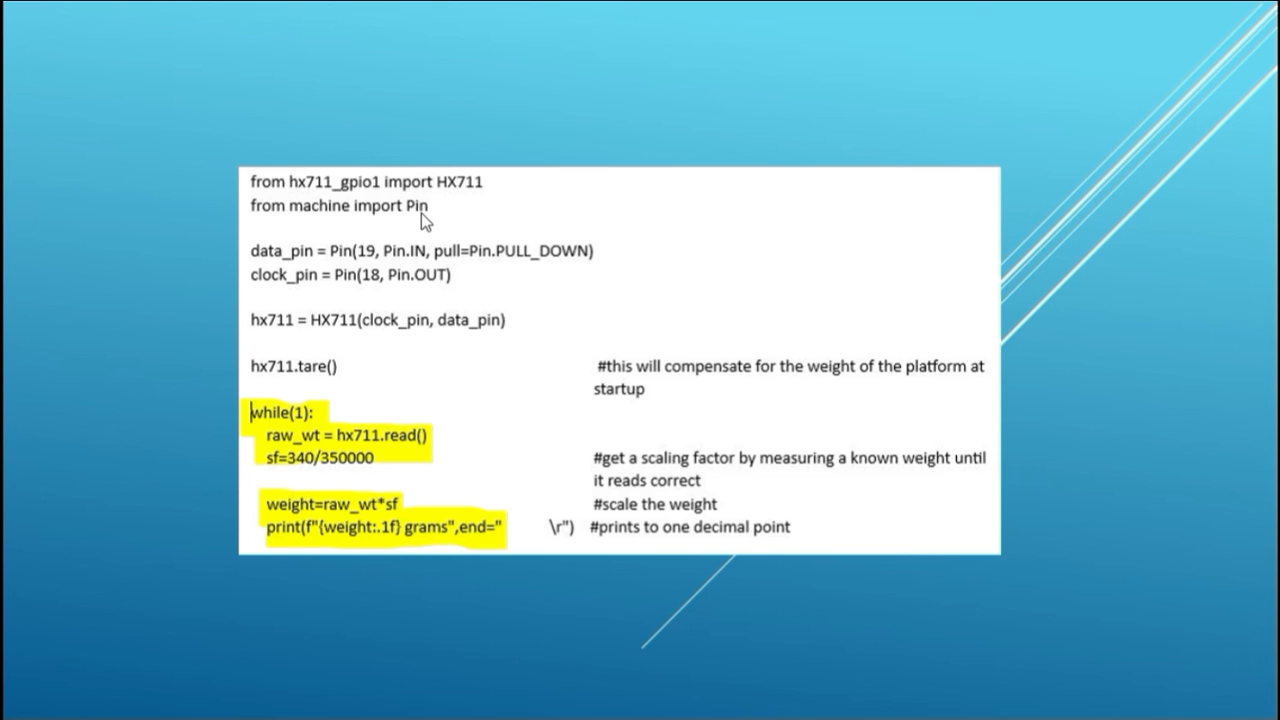 from hx711_gpio1 import HX711
from machine import Pin
data_pin = Pin(19, Pin.IN, pull=Pin.PULL_DOWN)
clock_pin = Pin(18, Pin.OUT)
hx711 = HX711(clock_pin, data_pin)
hx711.tare() #this will compensate for the weight of the platform at
startup
while(1):
raw_wt = hx711.read()
sf=340/350000 #get a scaling factor by measuring a known weight until
it reads correct
weight=raw_wt*sf #scale the weight
print(f"{weight:.1f} grams",end=" \r") #prints to one decimal point